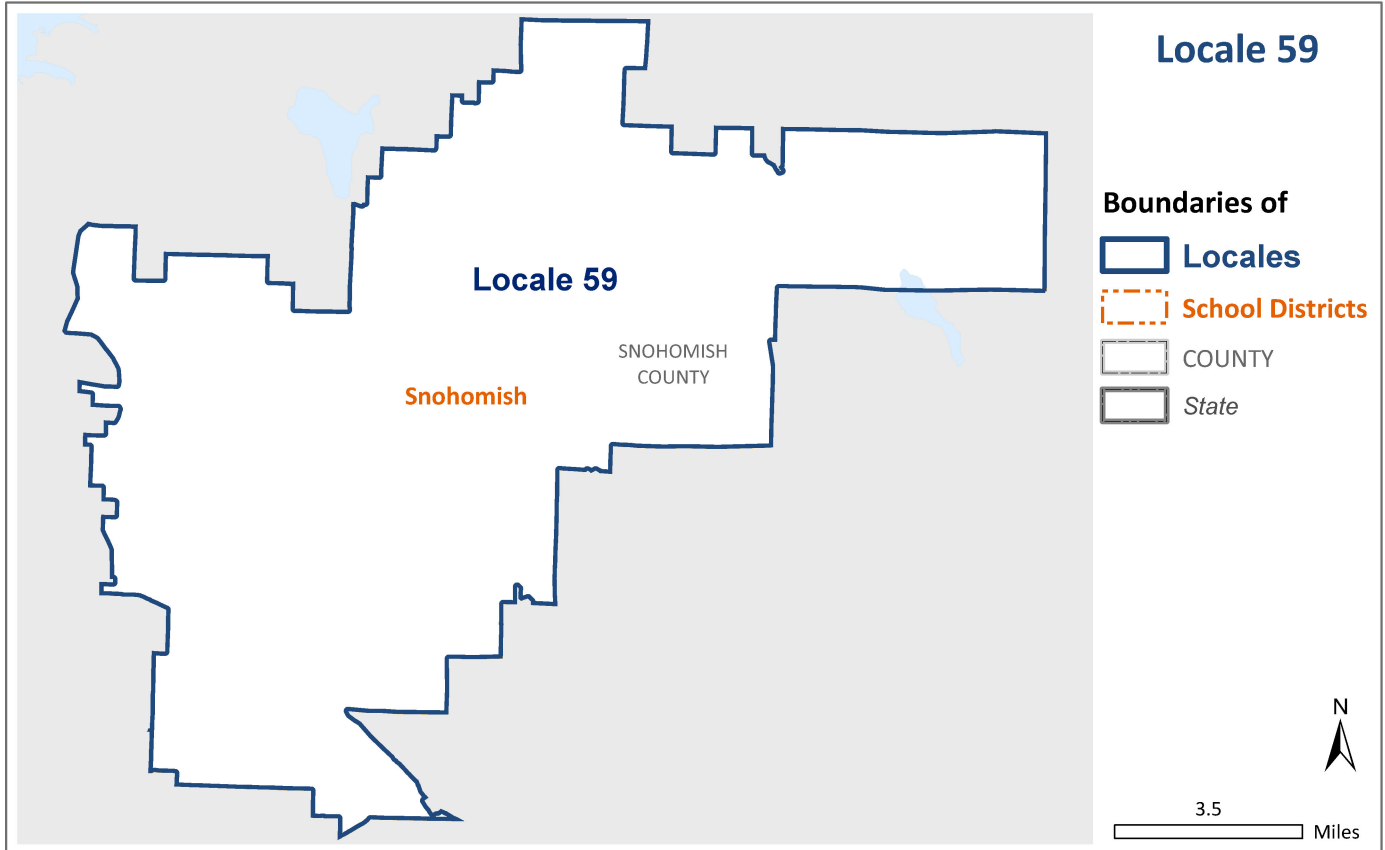 Locale 59
Boundaries of
Locales
School Districts
COUNTY
State
Locale 59
SNOHOMISH
COUNTY
Snohomish
N
3.5
Miles